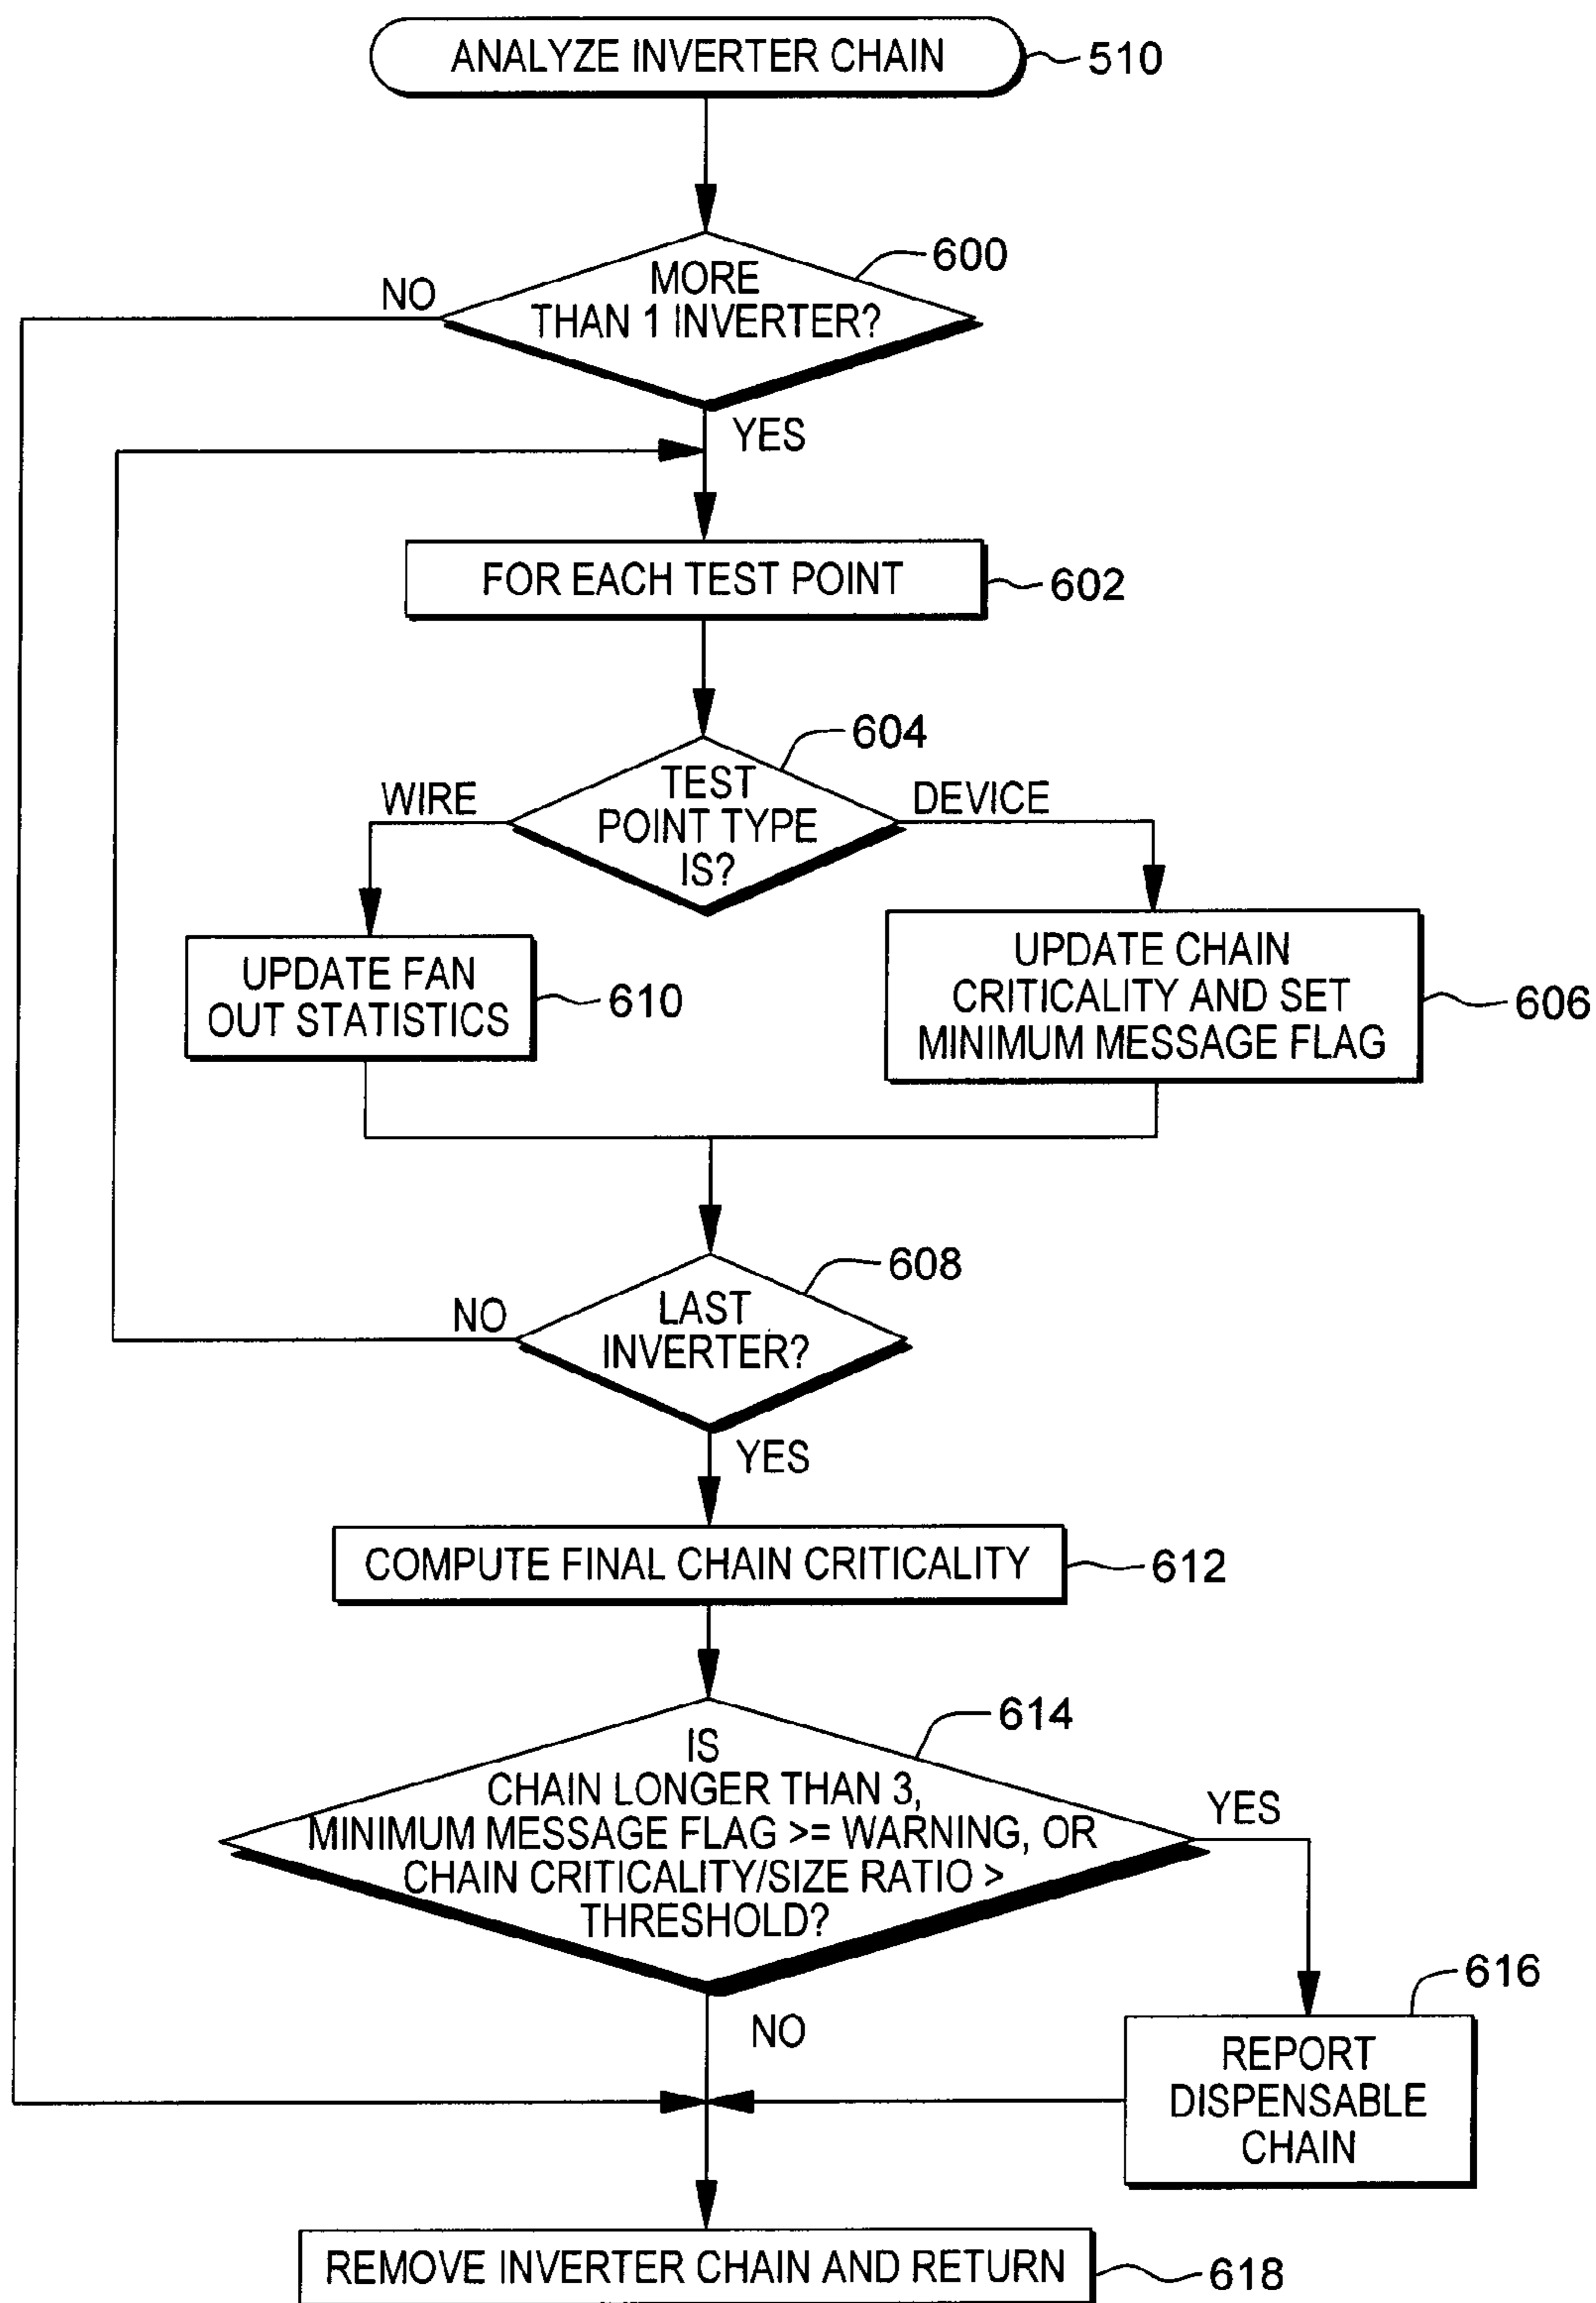 ANALYZE INVERTER CHAIN
510
MORE
THAN 1 INVERTER?
600
NO
YES
FOR EACH TEST POINT
602
TEST
POINT TYPE
IS?
604
WIRE
DEVICE
UPDATE FAN
OUT STATISTICS
610
UPDATE CHAIN
CRITICALITY AND SET
MINIMUM MESSAGE FLAG
606
LAST
INVERTER?
608
NO
YES
COMPUTE FINAL CHAIN CRITICALITY
612
IS
CHAIN LONGER THAN 3,
MINIMUM MESSAGE FLAG >= WARNING, OR
CHAIN CRITICALITY/SIZE RATIO >
THRESHOLD?
614
YES
NO
REPORT
DISPENSABLE
CHAIN
616
REMOVE INVERTER CHAIN AND RETURN
618